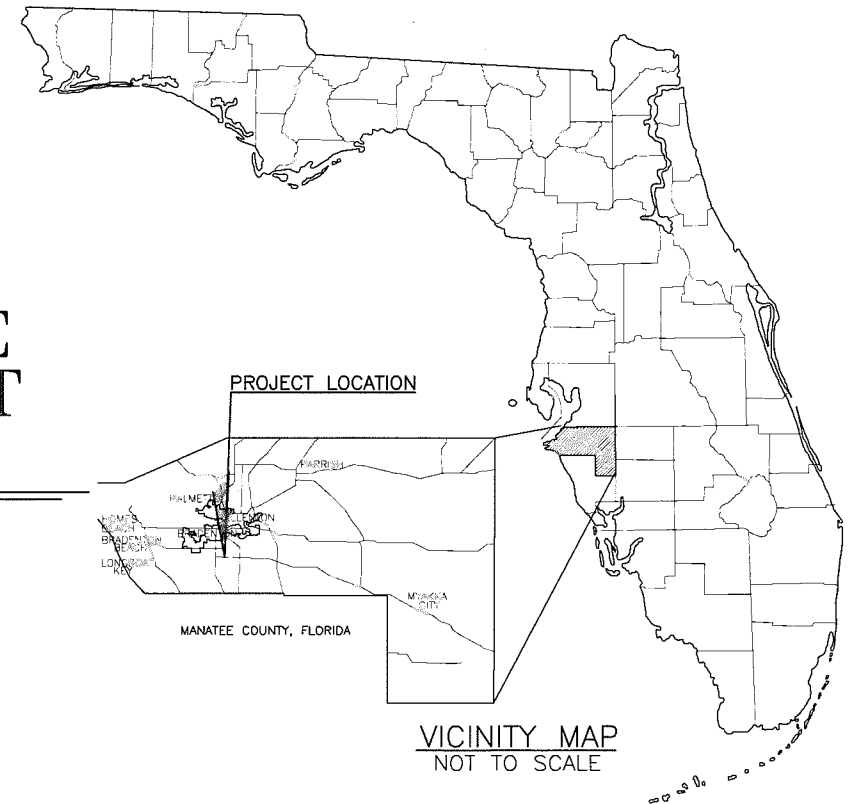 E
T
PROJECT LOCATION
PARRISH
PALMETTO
ELLENTON
HOMES
BEACH
BRADENTON
BRADENTON
BEACH
LONGBOAT
KEY
MYAKKA
CITY
MANATEE COUNTY, FLORIDA
VICINITY MAP
NOT TO SCALE